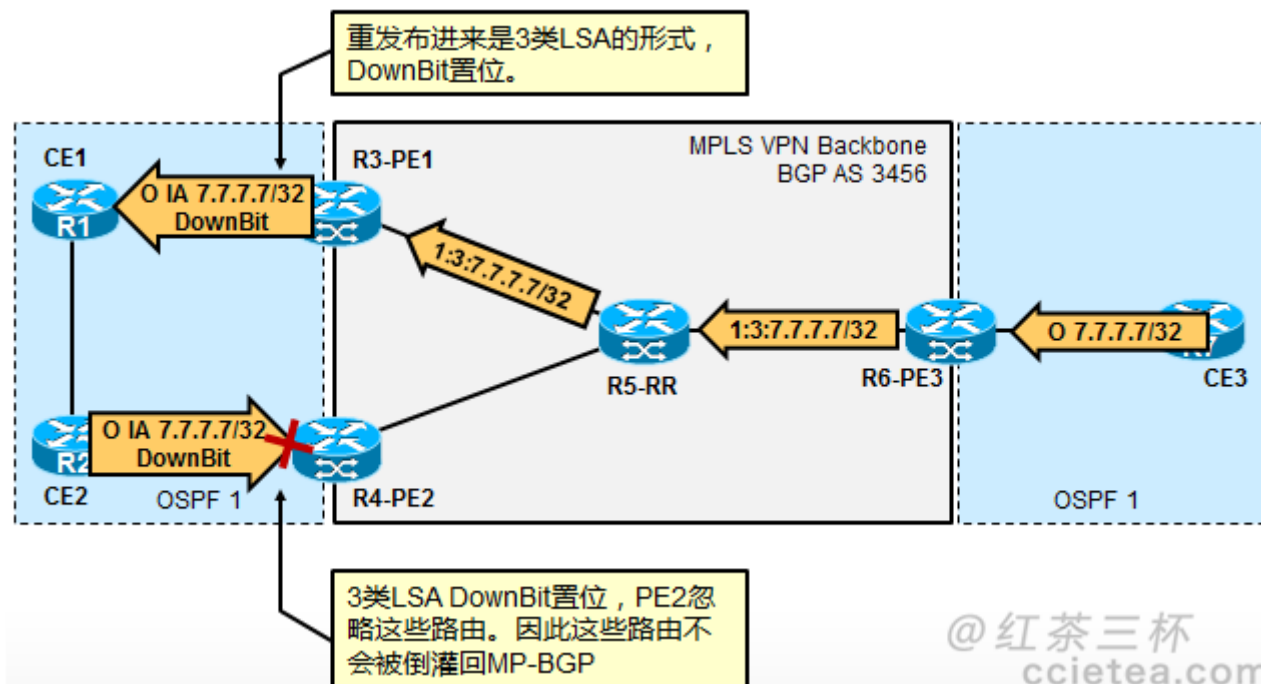 重发布进来是3类LSA的形式，
DownBit置位。
MPLS VPN Backbone
BGP AS 3456
CE1
R3-PE1
O IA 7.7.7.7/32
DownBit
R1
1:3:7.7.7.7/32
1:3:7.7.7.7/32
O 7.7.7.7/32
R5-RR
R6-PE3
CE3
O IA 7.7.7.7/32
DownBit
R2
CE2
OSPF 1
R4-PE2
OSPF 1
3类LSA DownBit置位，PE2忽
略这些路由。因此这些路由不
会被倒灌回MP-BGP
@红茶三杯
ccietea.com